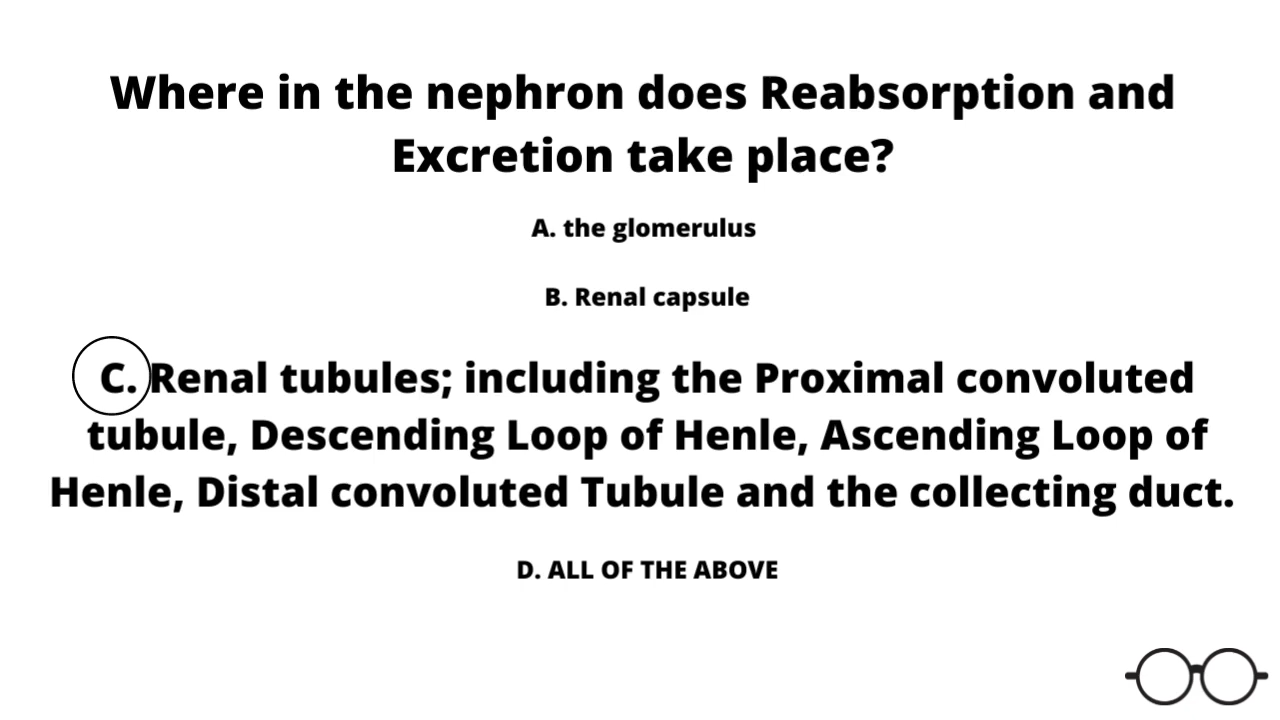 Where in the nephron does Reabsorption and
Excretion take place?
A. the glomerulus
B. Renal capsule
C. Renal tubules; including the Proximal convoluted
tubule, Descending Loop of Henle, Ascending Loop of
Henle, Distal convoluted Tubule and the collecting duct.
D. ALL OF THE ABOVE